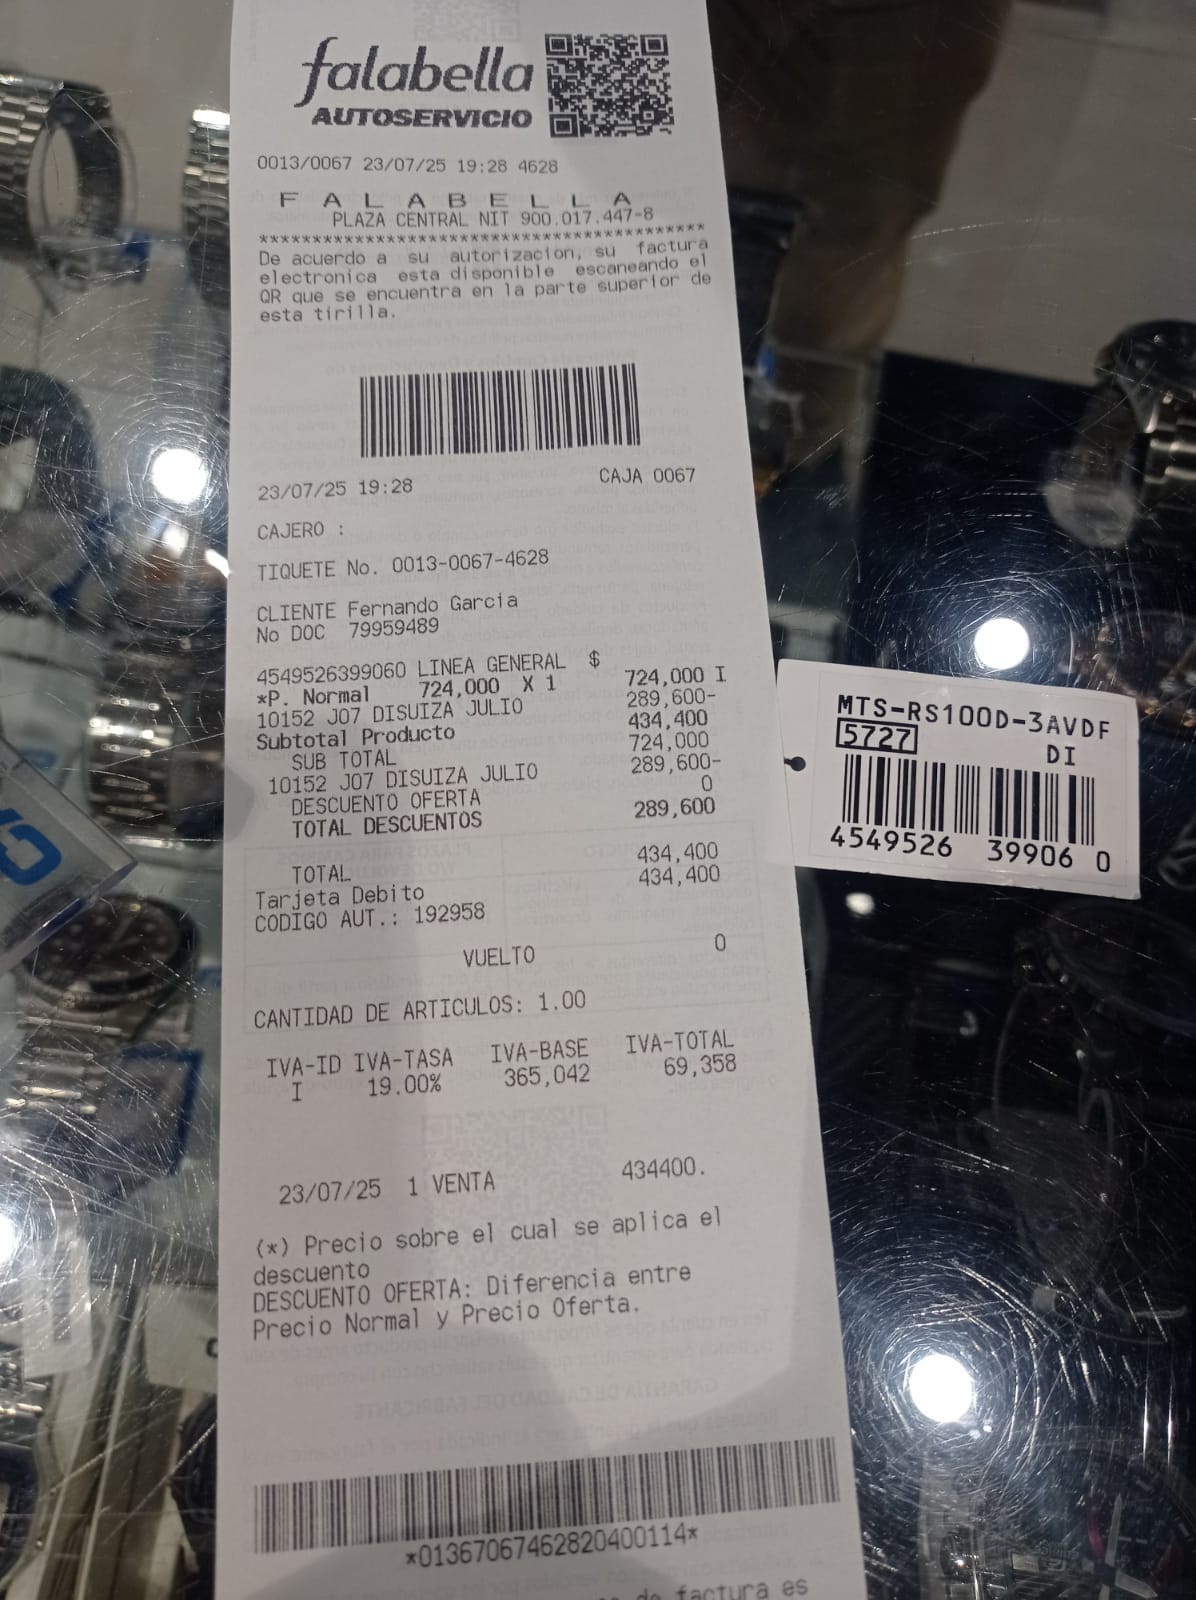 falabella
AUTOSERVICIO
0013/0067 23/07/25 19:28 4628
F A L A B E L L A
PLAZA CENTRAL NIT 900.017.447-8
******************************************
De acuerdo a su autorizacion, su factura
electronica esta disponible escaneando el
QR que se encuentra en la parte superior de
esta tirilla.
23/07/25 19:28 CAJA 0067
CAJERO :
TIQUETE No. 0013-0067-4628
CLIENTE Fernando Garcia
No DOC 79959489
4549526399060 LINEA GENERAL $
*P. Normal 724,000 X 1 724,000 I
10152 J07 DISUIZA JULIO 289,600-
Subtotal Producto 434,400
SUB TOTAL 724,000
10152 J07 DISUIZA JULIO 289,600-
DESCUENTO OFERTA 0
TOTAL DESCUENTOS 289,600
TOTAL 434,400
Tarjeta Debito 434,400
CODIGO AUT.: 192958
VUELTO 0
CANTIDAD DE ARTICULOS: 1.00
IVA-ID IVA-TASA IVA-BASE IVA-TOTAL
I 19.00% 365,042 69,358
23/07/25 1 VENTA 434400.
(*) Precio sobre el cual se aplica el
descuento
DESCUENTO OFERTA: Diferencia entre
Precio Normal y Precio Oferta.
*01367067462820400114*
de factura es
MTS-RS100D-3AVDF
5727 DI
4549526 39906 0